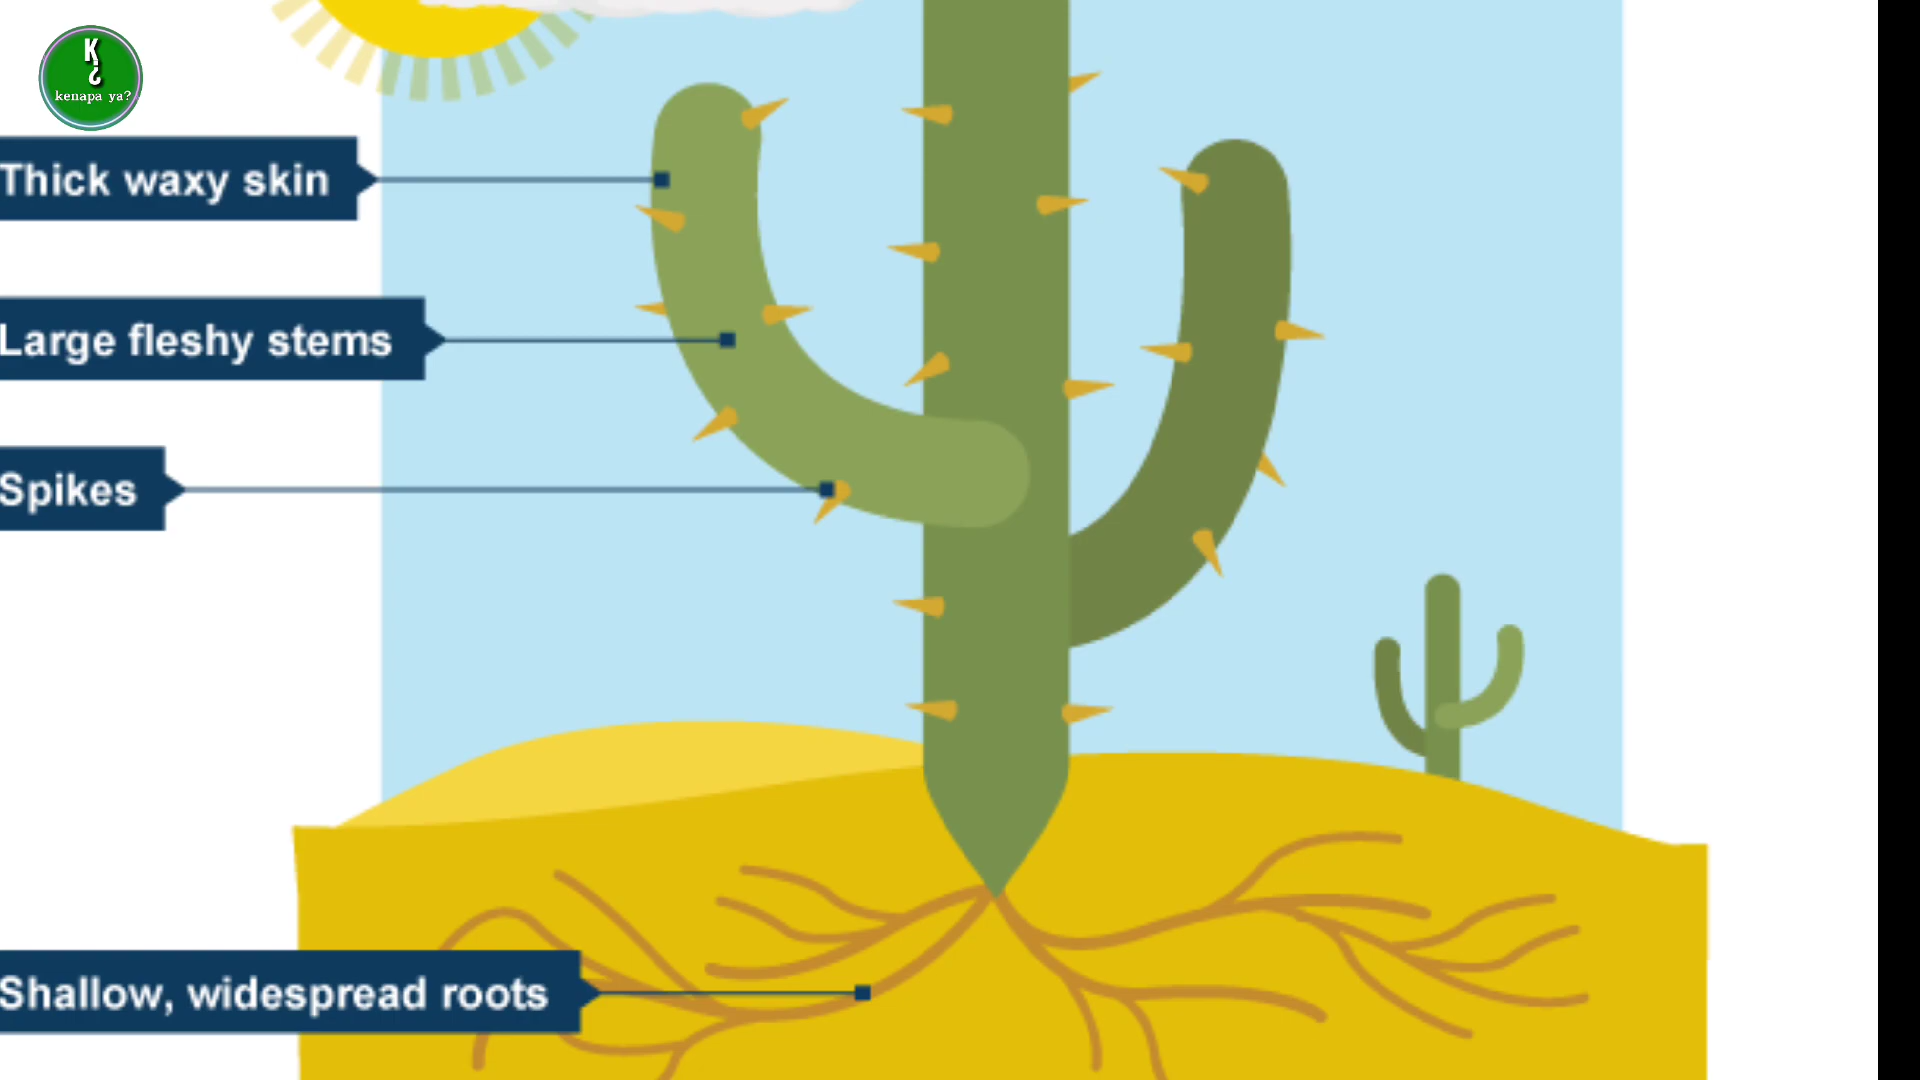 K
?
kenapa ya?
Thick waxy skin
Large fleshy stems
Spikes
Shallow, widespread roots